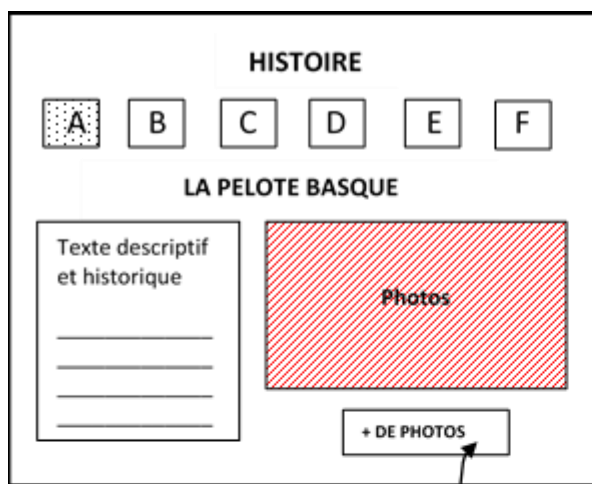 HISTOIRE
A B C D E F
LA PELOTE BASQUE
Texte descriptif
et historique
Photos
+ DE PHOTOS